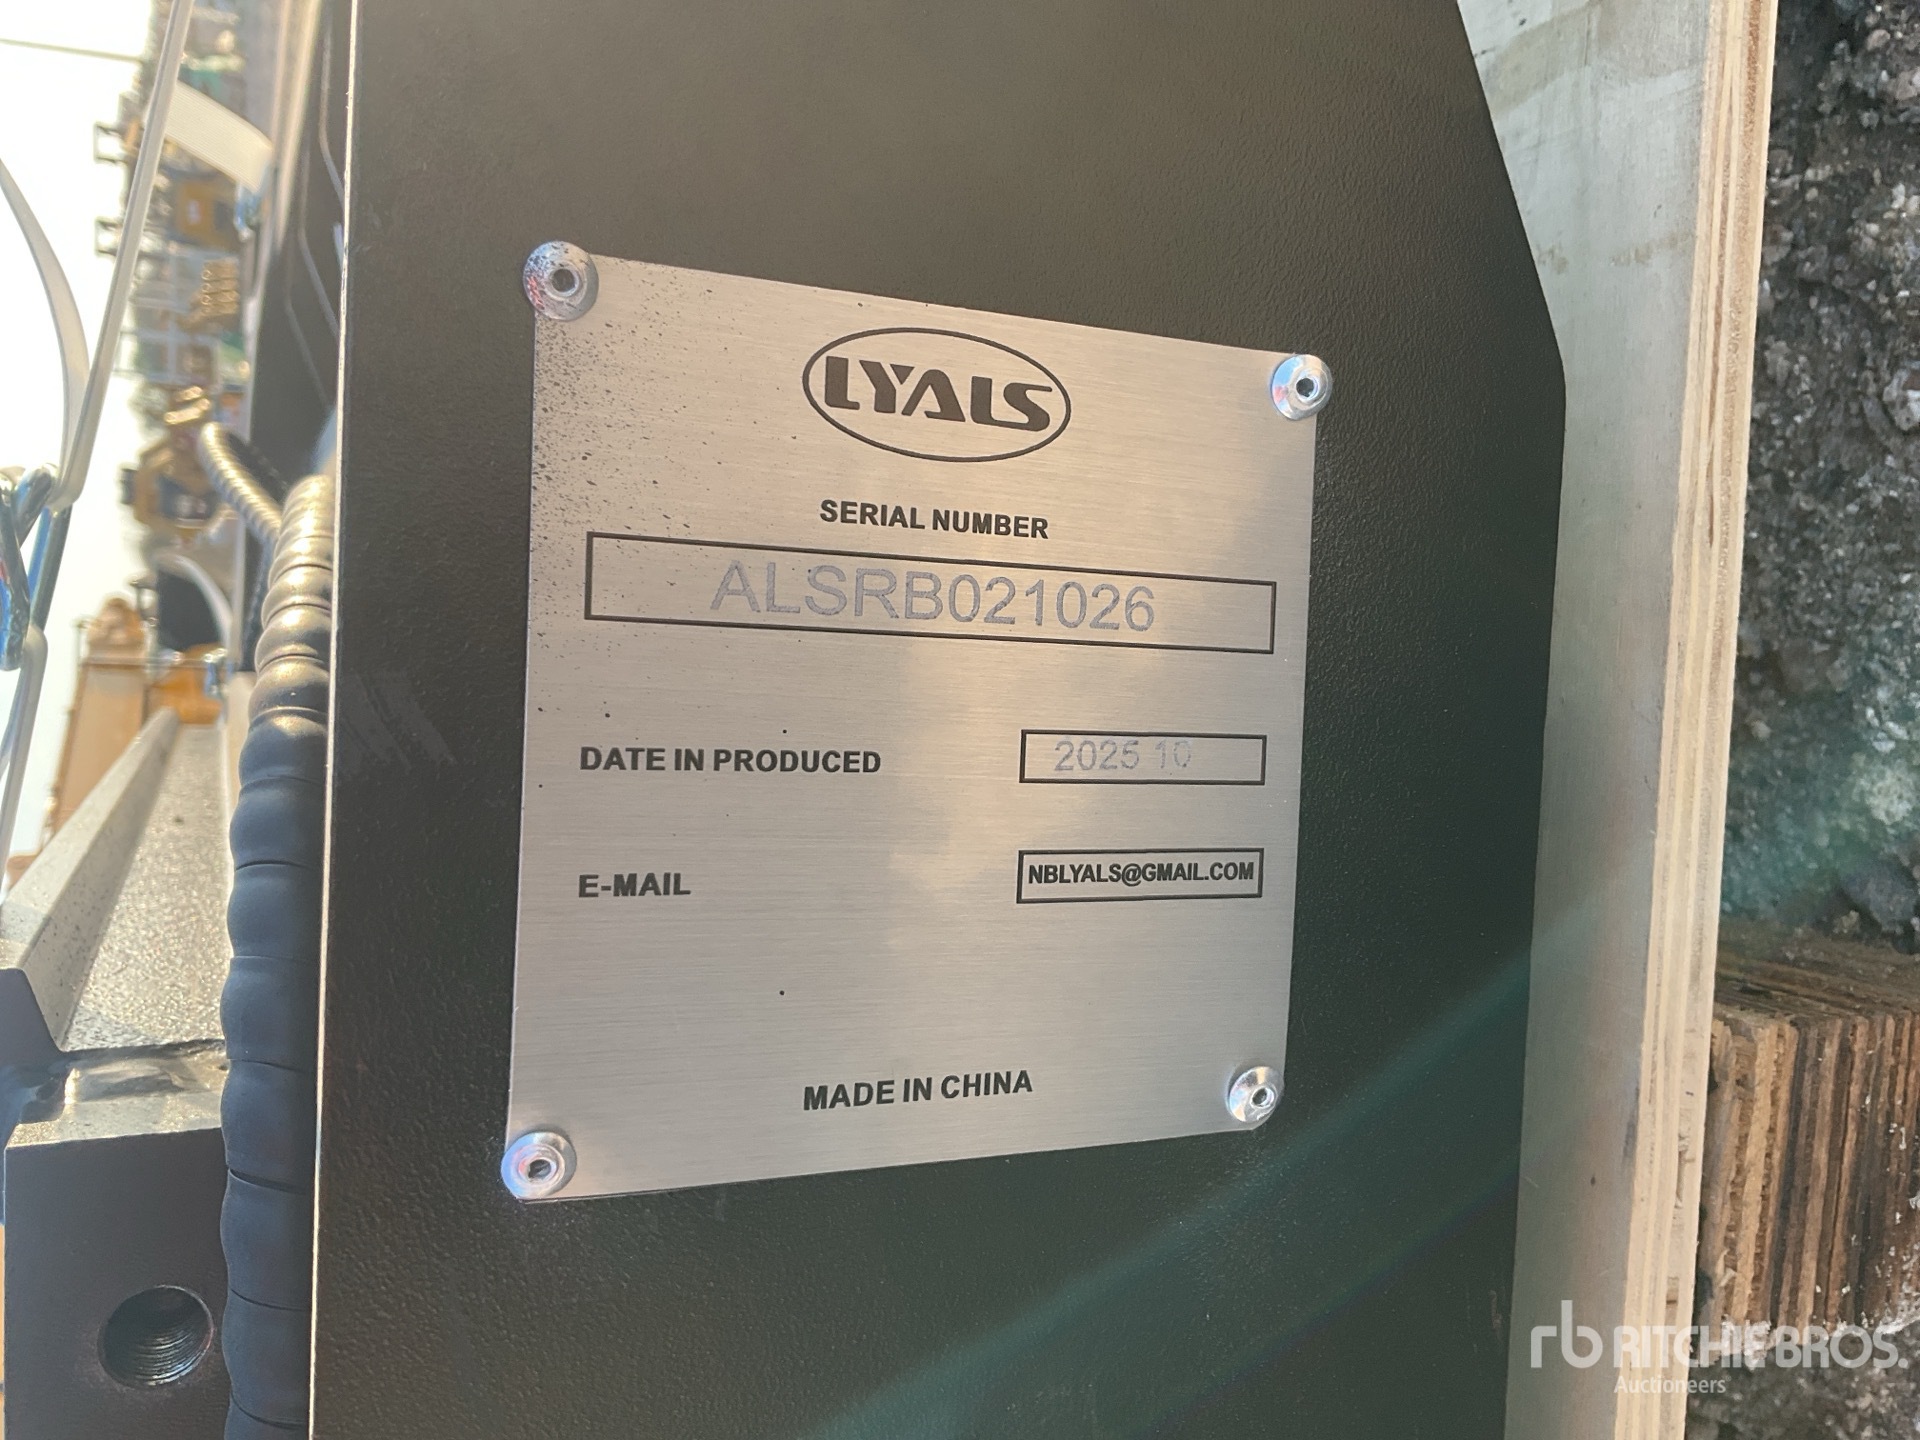 LYALS
SERIAL NUMBER
ALSRB021026
DATE IN PRODUCED
2025 10
E-MAIL
NBLYALS@GMAIL.COM
MADE IN CHINA
rb RITCHIE BROS.
Auctioneers